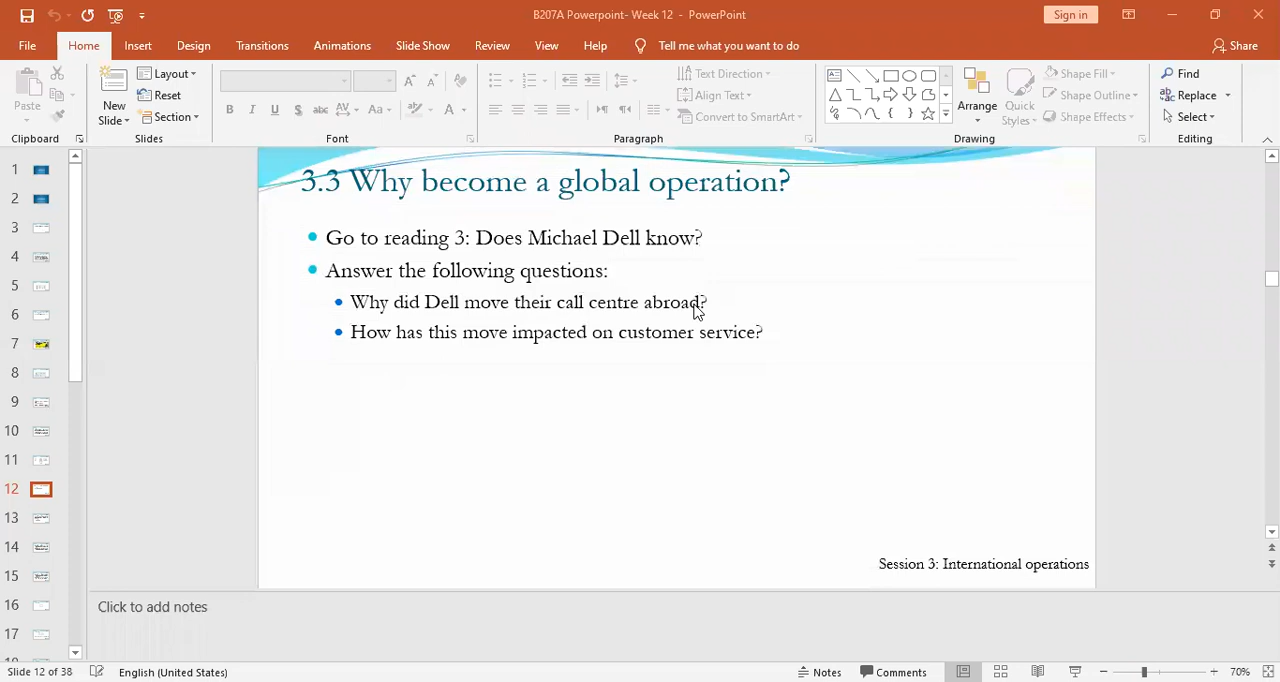 B207A Powerpoint- Week 12 - PowerPoint
Sign in
File Home Insert Design Transitions Animations Slide Show Review View Help Tell me what you want to do Share
Paste
New Slide
Layout
Reset
Section
B I U S abc AV Aa A
Text Direction
Align Text
Convert to SmartArt
Arrange
Quick Styles
Shape Fill
Shape Outline
Shape Effects
Find
Replace
Select
Clipboard Slides Font Paragraph Drawing Editing
1
2
3
4
5
6
7
8
9
10
11
12
13
14
15
16
17
3.3 Why become a global operation?
Go to reading 3: Does Michael Dell know?
Answer the following questions:
Why did Dell move their call centre abroad?
How has this move impacted on customer service?
Session 3: International operations
Click to add notes
Slide 12 of 38 English (United States) Notes Comments 70%